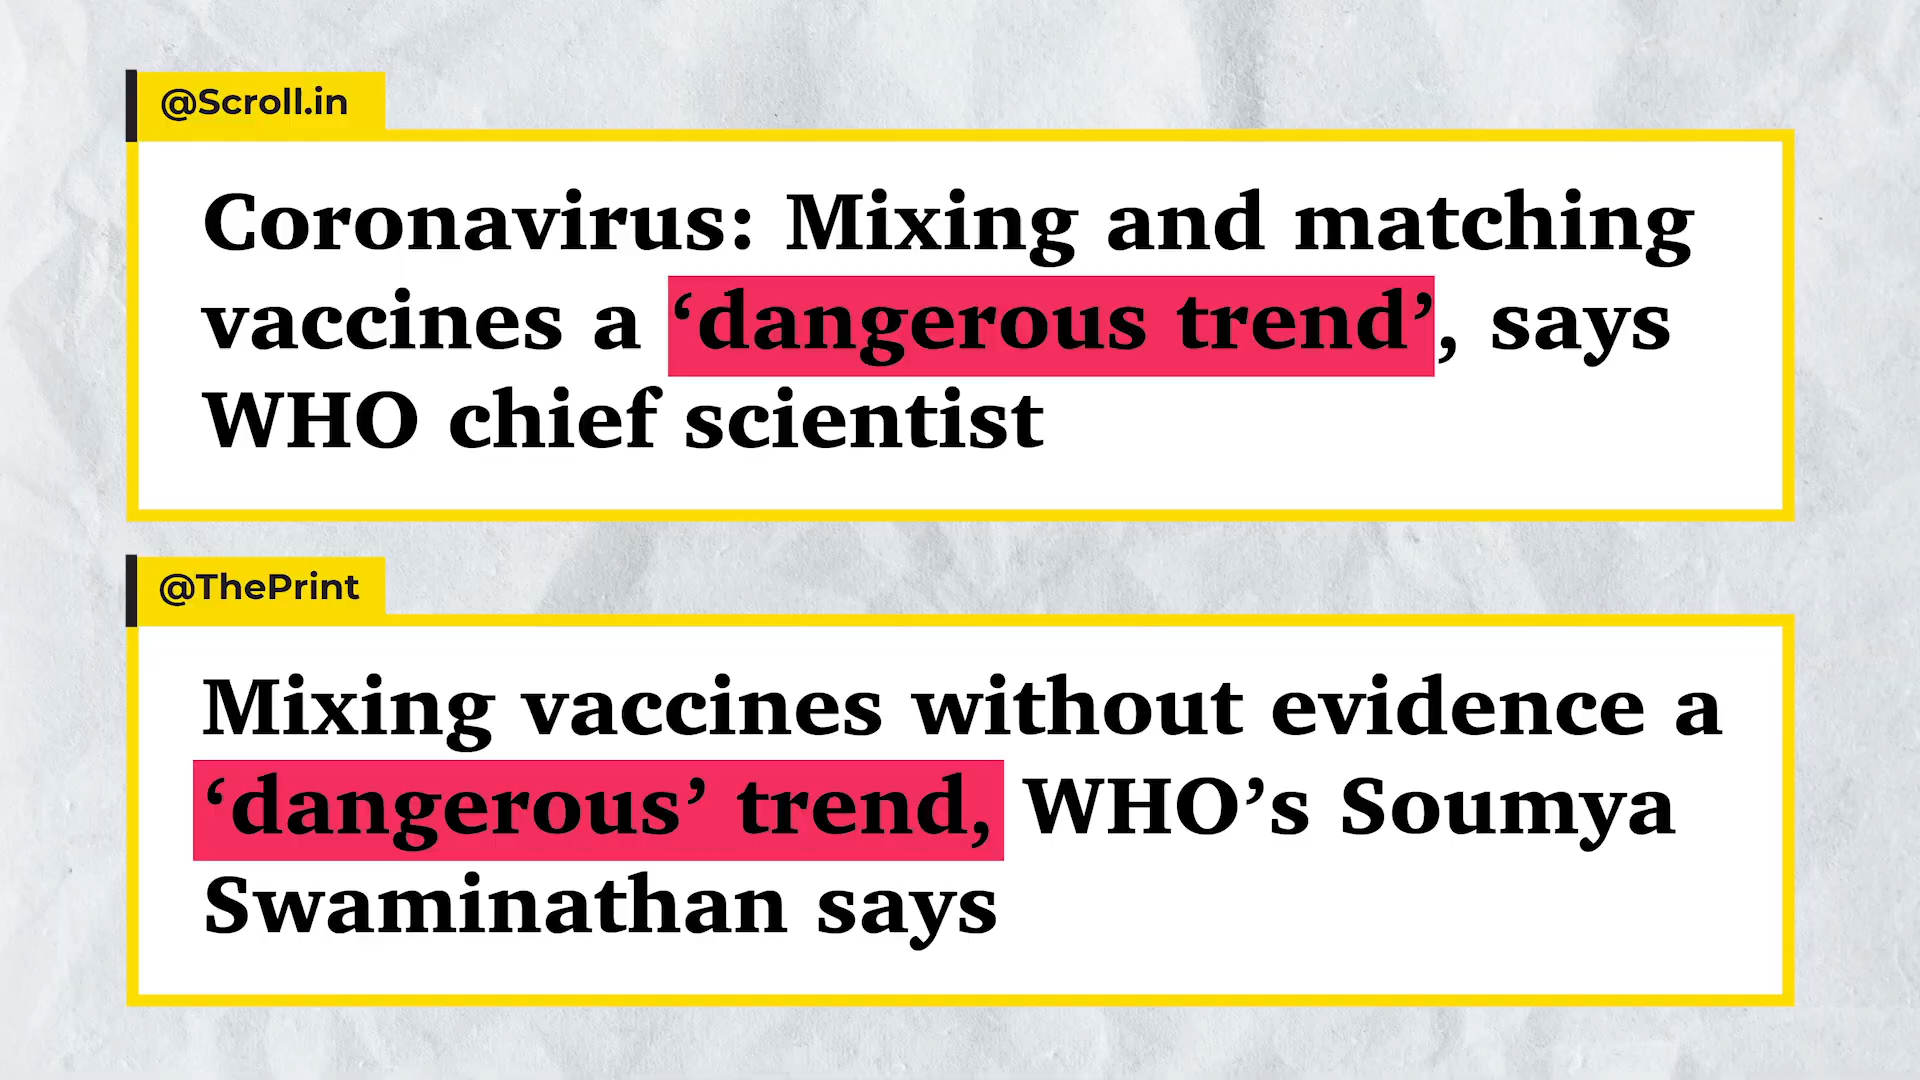 @Scroll.in
Coronavirus: Mixing and matching
vaccines a ‘dangerous trend’, says
WHO chief scientist
@ThePrint
Mixing vaccines without evidence a
‘dangerous’ trend, WHO’s Soumya
Swaminathan says